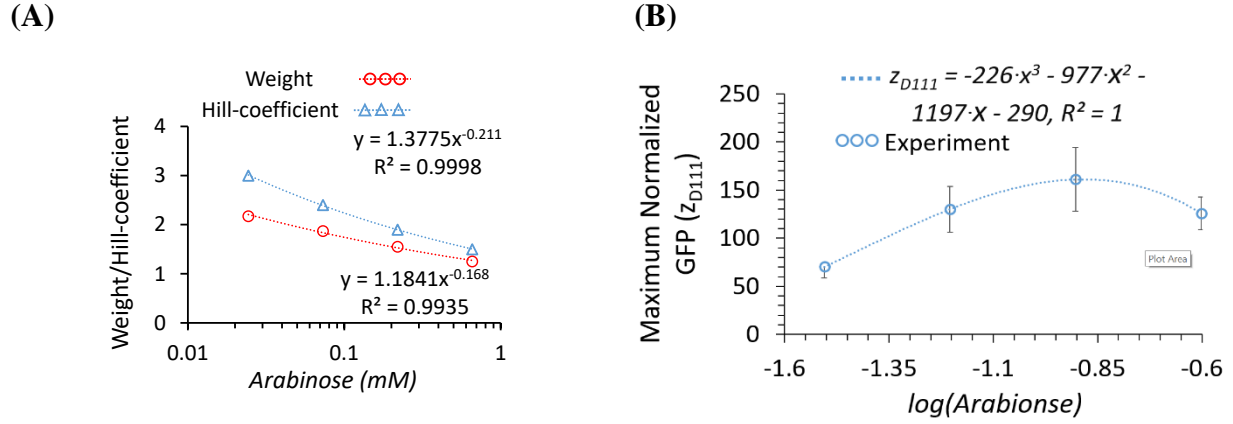 (A)
Weight
Hill-coefficient
y = 1.3775x^-0.211
R² = 0.9998
y = 1.1841x^-0.168
R² = 0.9935
Weight/Hill-coefficient
4
3
2
1
0
0.01 0.1 1
Arabinose (mM)
(B)
z_D111 = -226·x³ - 977·x² -
1197·x - 290, R² = 1
Experiment
Maximum Normalized
GFP (z_D111)
250
200
150
100
50
0
Plot Area
-1.6 -1.35 -1.1 -0.85 -0.6
log(Arabionse)